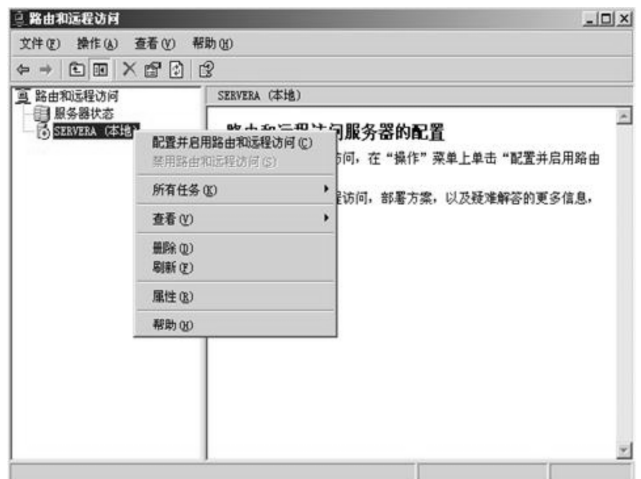 路由和远程访问
文件(F) 操作(A) 查看(V) 帮助(H)
路由和远程访问
服务器状态
SERVERA (本地)
SERVERA (本地)
服务器的配置
配置并启用路由和远程访问(C)
禁用路由和远程访问(S)
访问，在“操作”菜单上单击“配置并启用路由
所有任务(K)
访问，部署方案，以及疑难解答的更多信息，
查看(V)
删除(D)
刷新(F)
属性(R)
帮助(H)